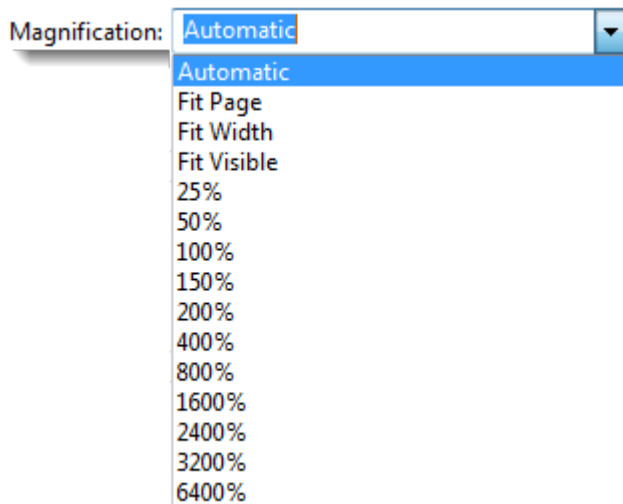 Magnification: Automatic
Automatic
Fit Page
Fit Width
Fit Visible
25%
50%
100%
150%
200%
400%
800%
1600%
2400%
3200%
6400%